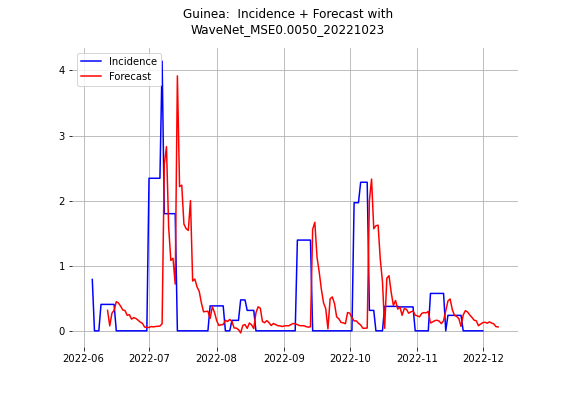 Guinea:  Incidence + Forecast with
WaveNet_MSE0.0050_20221023
Incidence
Forecast
4
3
2
1
0
2022-06 2022-07 2022-08 2022-09 2022-10 2022-11 2022-12